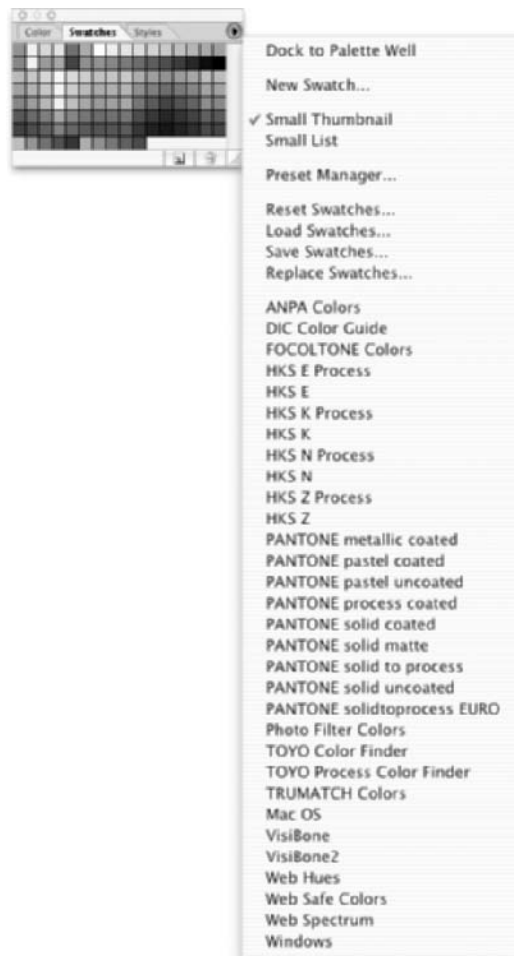 Color Swatches Styles
Dock to Palette Well
New Swatch...
✓ Small Thumbnail
Small List
Preset Manager...
Reset Swatches...
Load Swatches...
Save Swatches...
Replace Swatches...
ANPA Colors
DIC Color Guide
FOCOLTONE Colors
HKS E Process
HKS E
HKS K Process
HKS K
HKS N Process
HKS N
HKS Z Process
HKS Z
PANTONE metallic coated
PANTONE pastel coated
PANTONE pastel uncoated
PANTONE process coated
PANTONE solid coated
PANTONE solid matte
PANTONE solid to process
PANTONE solid uncoated
PANTONE solidtoprocess EURO
Photo Filter Colors
TOYO Color Finder
TOYO Process Color Finder
TRUMATCH Colors
Mac OS
VisiBone
VisiBone2
Web Hues
Web Safe Colors
Web Spectrum
Windows